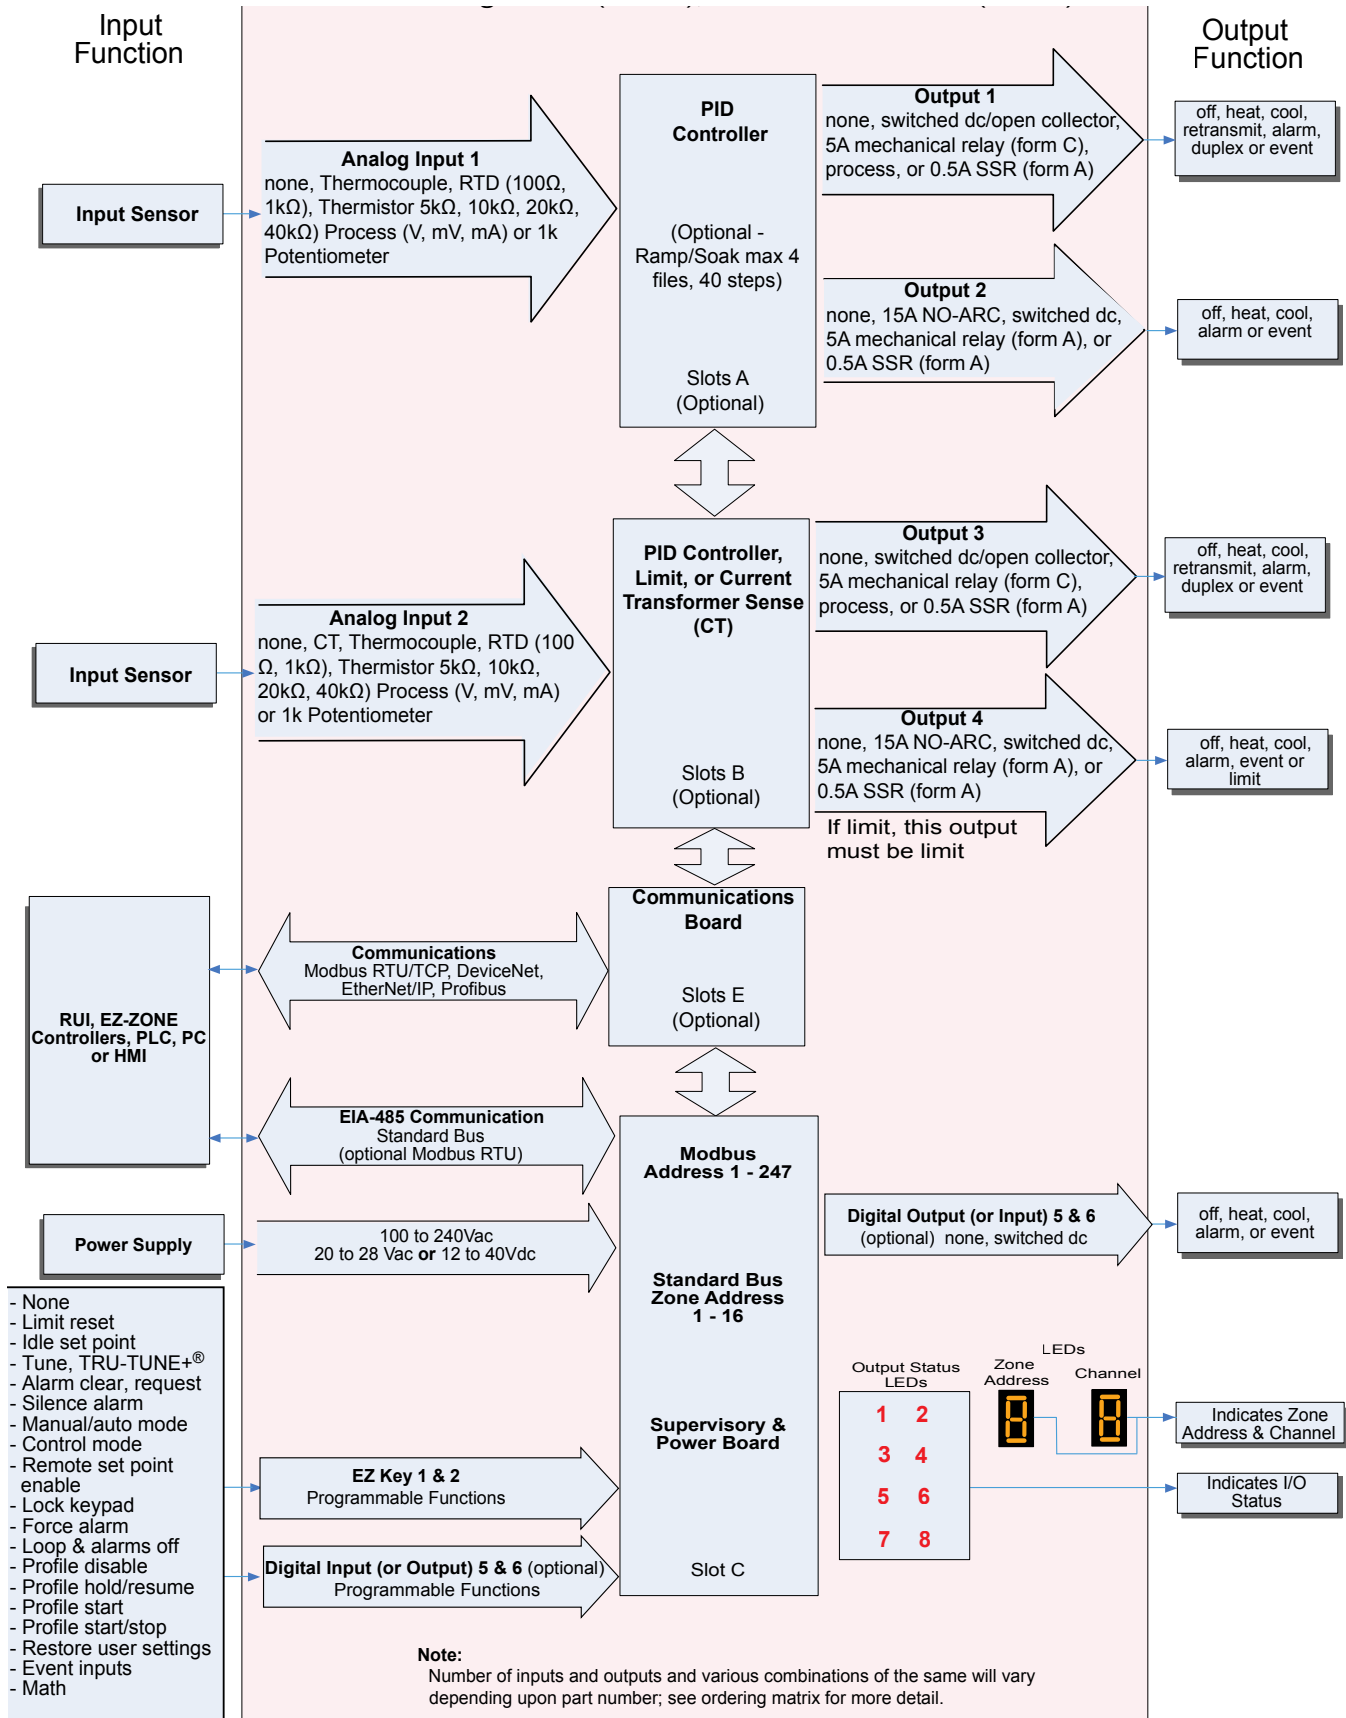 Input
Function
Output
Function
Input Sensor
Analog Input 1
none, Thermocouple, RTD (100Ω,
1kΩ), Thermistor 5kΩ, 10kΩ, 20kΩ,
40kΩ) Process (V, mV, mA) or 1k
Potentiometer
PID
Controller
(Optional -
Ramp/Soak max 4
files, 40 steps)
Slots A
(Optional)
Output 1
none, switched dc/open collector,
5A mechanical relay (form C),
process, or 0.5A SSR (form A)
off, heat, cool,
retransmit, alarm,
duplex or event
Output 2
none, 15A NO-ARC, switched dc,
5A mechanical relay (form A), or
0.5A SSR (form A)
off, heat, cool,
alarm or event
Input Sensor
Analog Input 2
none, CT, Thermocouple, RTD (100
Ω, 1kΩ), Thermistor 5kΩ, 10kΩ,
20kΩ, 40kΩ) Process (V, mV, mA)
or 1k Potentiometer
PID Controller,
Limit, or Current
Transformer Sense
(CT)
Slots B
(Optional)
Output 3
none, switched dc/open collector,
5A mechanical relay (form C),
process, or 0.5A SSR (form A)
off, heat, cool,
retransmit, alarm,
duplex or event
Output 4
none, 15A NO-ARC, switched dc,
5A mechanical relay (form A), or
0.5A SSR (form A)
If limit, this output
must be limit
off, heat, cool,
alarm, event or
limit
RUI, EZ-ZONE
Controllers, PLC, PC
or HMI
Communications
Modbus RTU/TCP, DeviceNet,
EtherNet/IP, Profibus
Communications
Board
Slots E
(Optional)
EIA-485 Communication
Standard Bus
(optional Modbus RTU)
Power Supply
100 to 240Vac
20 to 28 Vac or 12 to 40Vdc
Modbus
Address 1 - 247
Standard Bus
Zone Address
1 - 16
Supervisory &
Power Board
Slot C
Digital Output (or Input) 5 & 6
(optional) none, switched dc
off, heat, cool,
alarm, or event
- None
- Limit reset
- Idle set point
- Tune, TRU-TUNE+®
- Alarm clear, request
- Silence alarm
- Manual/auto mode
- Control mode
- Remote set point
enable
- Lock keypad
- Force alarm
- Loop & alarms off
- Profile disable
- Profile hold/resume
- Profile start
- Profile start/stop
- Restore user settings
- Event inputs
- Math
EZ Key 1 & 2
Programmable Functions
Digital Input (or Output) 5 & 6 (optional)
Programmable Functions
Output Status
LEDs
1 2
3 4
5 6
7 8
LEDs
Zone
Address
Channel
8
8
Indicates Zone
Address & Channel
Indicates I/O
Status
Note:
Number of inputs and outputs and various combinations of the same will vary
depending upon part number; see ordering matrix for more detail.